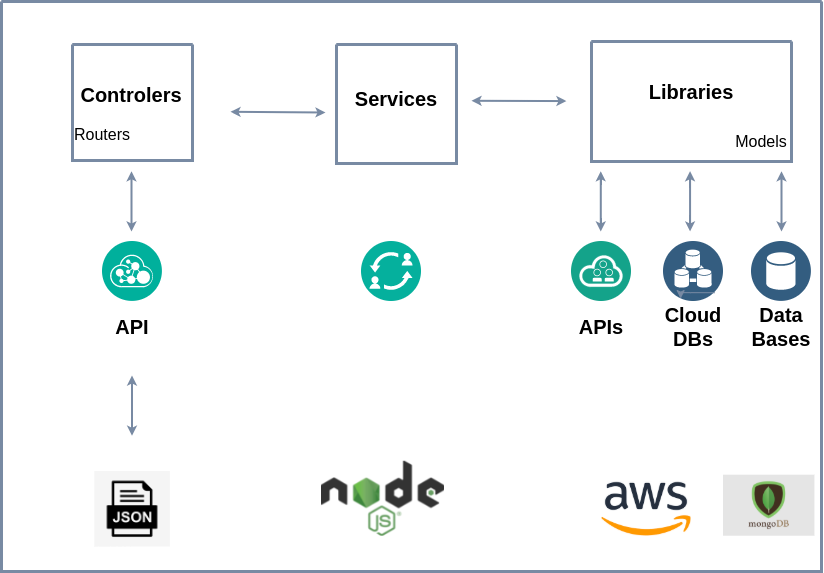 Controlers
Routers
Services
Libraries
Models
API
APIs
Cloud
DBs
Data
Bases
JSON
node
JS
aws
mongoDB